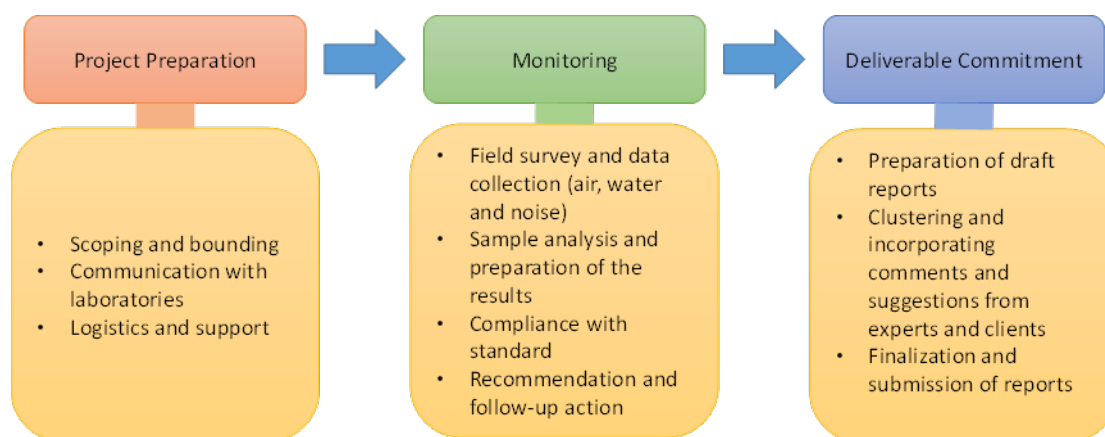 Project Preparation
Monitoring
Deliverable Commitment
• Scoping and bounding
• Communication with
laboratories
• Logistics and support
• Field survey and data
collection (air, water
and noise)
• Sample analysis and
preparation of the
results
• Compliance with
standard
• Recommendation and
follow-up action
• Preparation of draft
reports
• Clustering and
incorporating
comments and
suggestions from
experts and clients
• Finalization and
submission of reports